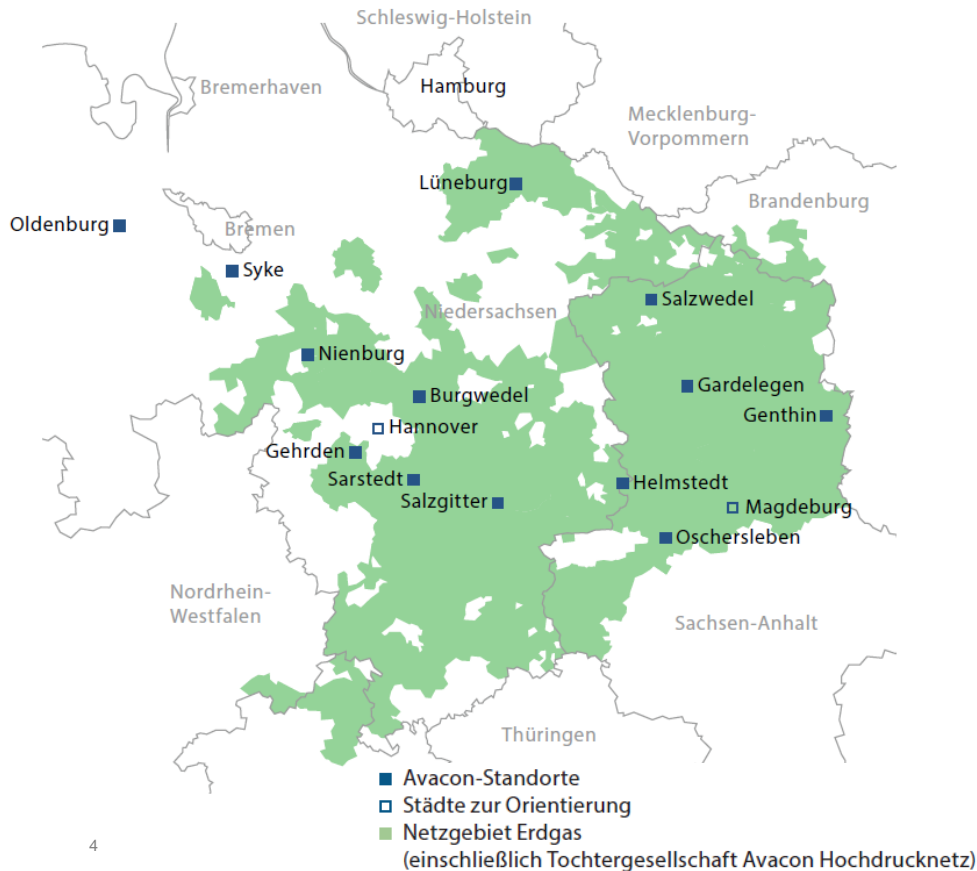 Schleswig-Holstein
Bremerhaven
Hamburg
Mecklenburg-
Vorpommern
Lüneburg
Brandenburg
Oldenburg
Bremen
Syke
Salzwedel
Niedersachsen
Nienburg
Gardelegen
Burgwedel
Genthin
Hannover
Gehrden
Sarstedt
Helmstedt
Salzgitter
Magdeburg
Oschersleben
Nordrhein-
Westfalen
Sachsen-Anhalt
Thüringen
Avacon-Standorte
Städte zur Orientierung
Netzgebiet Erdgas
(einschließlich Tochtergesellschaft Avacon Hochdrucknetz)
4